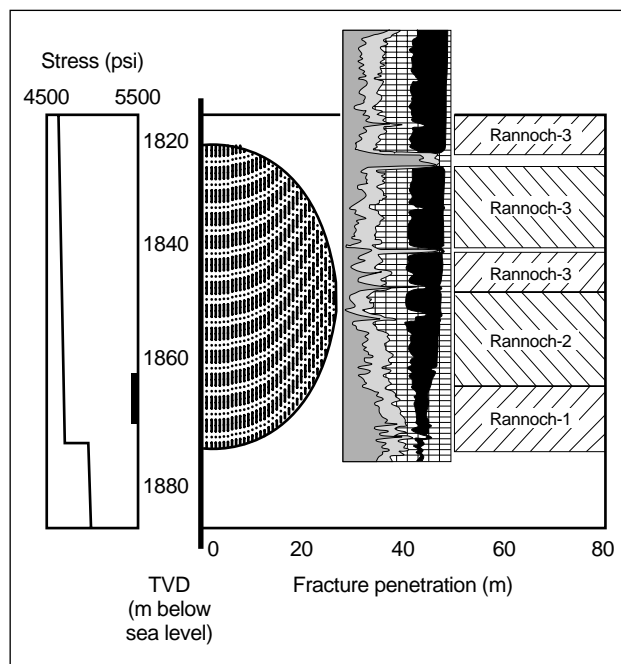 Stress (psi)
4500 5500
1820
1840
1860
1880
Rannoch-3
Rannoch-3
Rannoch-3
Rannoch-2
Rannoch-1
0 20 40 60 80
TVD
(m below
sea level)
Fracture penetration (m)